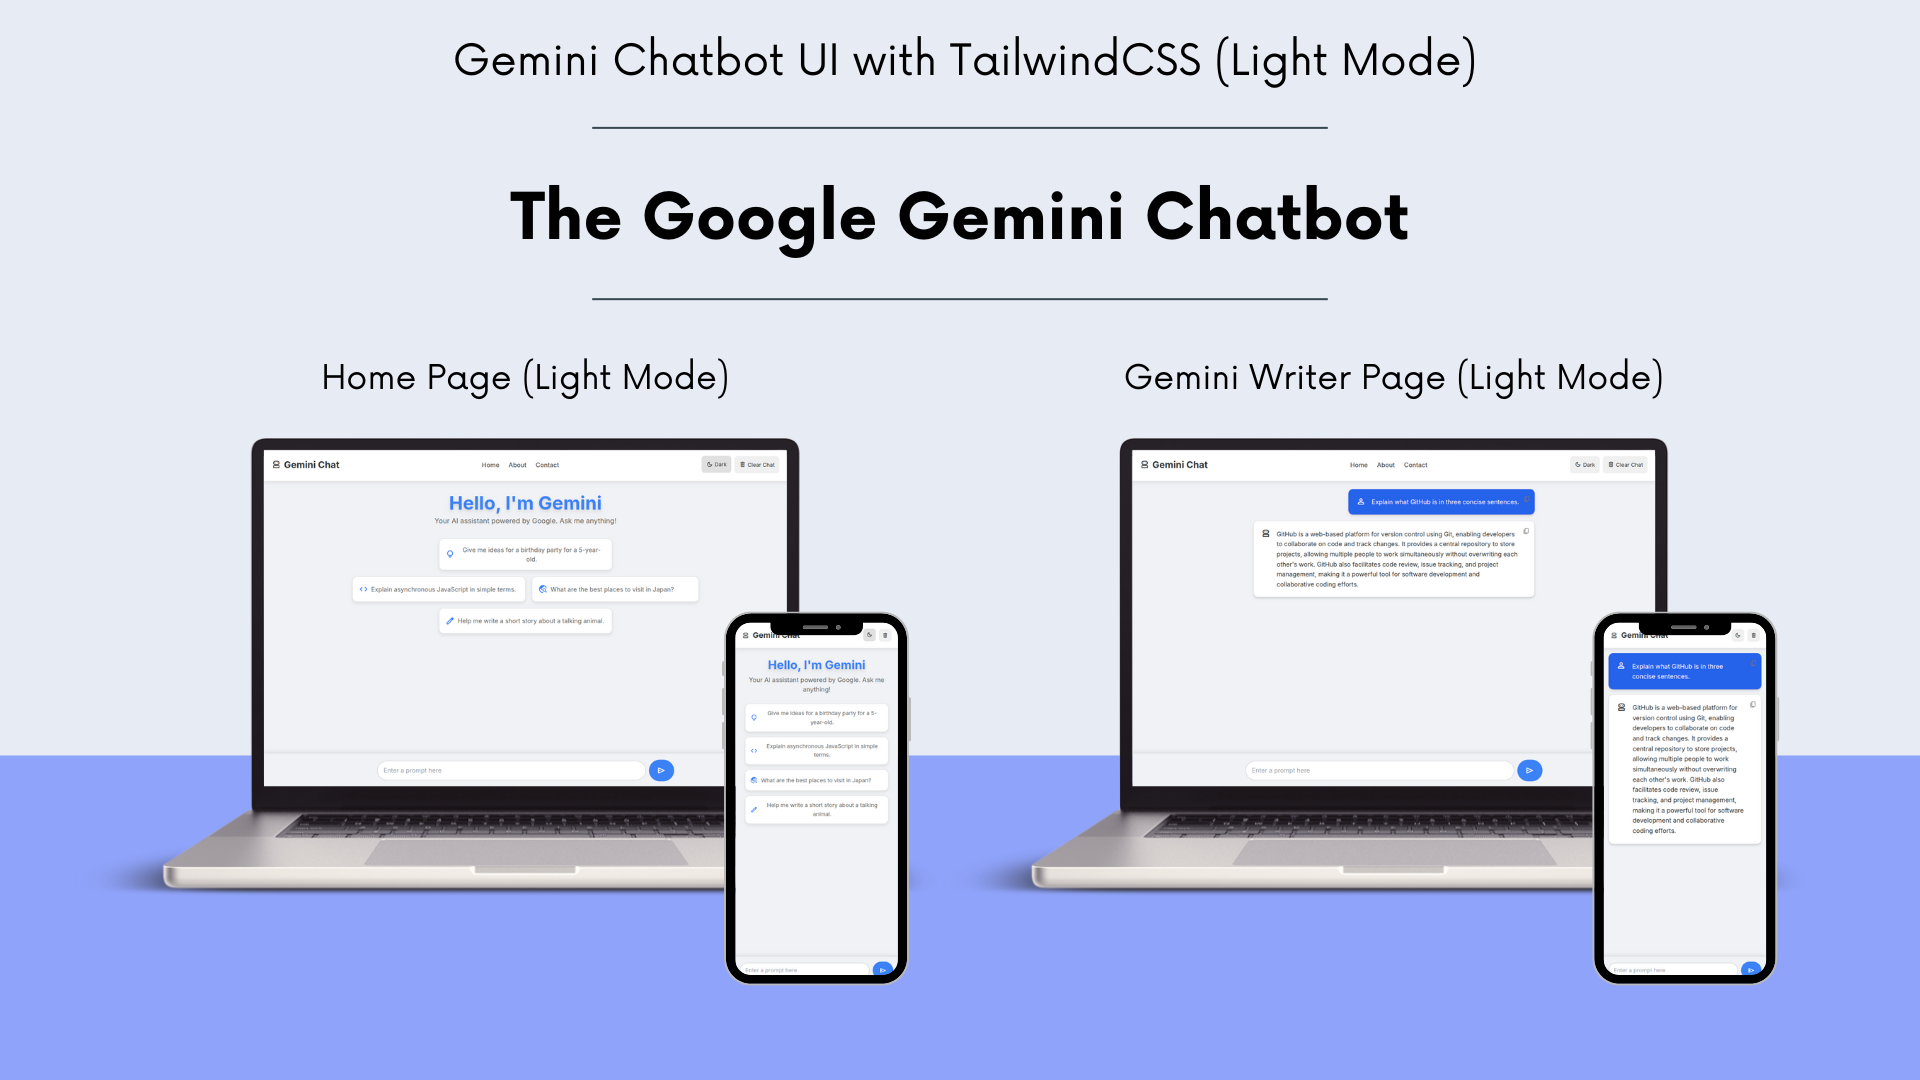 Gemini Chatbot UI with TailwindCSS (Light Mode)
The Google Gemini Chatbot
Home Page (Light Mode)
Gemini Chat
Home About Contact
Dark Clear Chat
Hello, I'm Gemini
Your AI assistant powered by Google. Ask me anything!
Give me ideas for a birthday party for a 5-year-
old.
Explain asynchronous JavaScript in simple terms.
What are the best places to visit in Japan?
Help me write a short story about a talking animal.
Enter a prompt here
Gemini Chat
Hello, I'm Gemini
Your AI assistant powered by Google. Ask me
anything!
Give me ideas for a birthday party for a 5-
year-old.
Explain asynchronous JavaScript in simple
terms.
What are the best places to visit in Japan?
Help me write a short story about a talking
animal.
Enter a prompt here
Gemini Writer Page (Light Mode)
Gemini Chat
Home About Contact
Dark Clear Chat
Explain what GitHub is in three concise sentences.
GitHub is a web-based platform for version control using Git, enabling developers
to collaborate on code and track changes. It provides a central repository to store
projects, allowing multiple people to work simultaneously without overwriting each
other's work. GitHub also facilitates code review, issue tracking, and project
management, making it a powerful tool for software development and
collaborative coding efforts.
Enter a prompt here
Gemini Chat
Explain what GitHub is in three
concise sentences.
GitHub is a web-based platform for
version control using Git, enabling
developers to collaborate on code
and track changes. It provides a
central repository to store projects,
allowing multiple people to work
simultaneously without overwriting
each other's work. GitHub also
facilitates code review, issue
tracking, and project management,
making it a powerful tool for software
development and collaborative
coding efforts.
Enter a prompt here